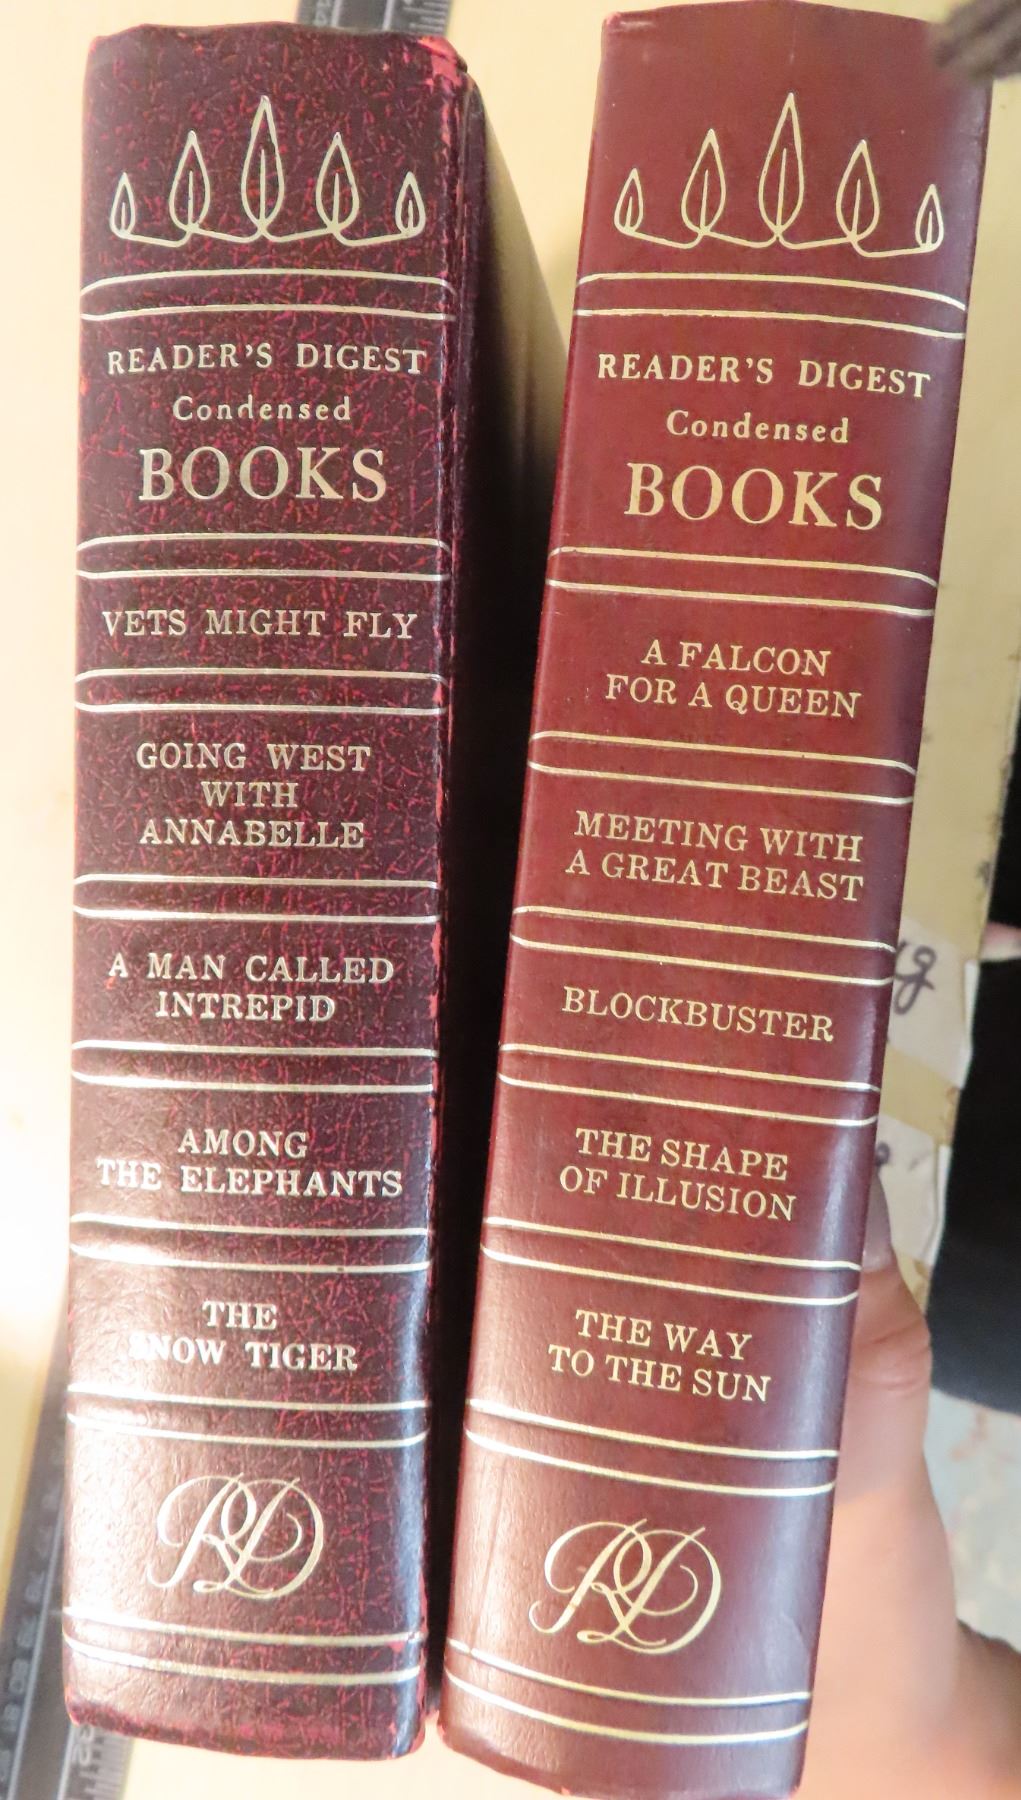 READER'S DIGEST
Condensed
BOOKS
VETS MIGHT FLY
GOING WEST
WITH
ANNABELLE
A MAN CALLED
INTREPID
AMONG
THE ELEPHANTS
THE
SNOW TIGER
RD
READER'S DIGEST
Condensed
BOOKS
A FALCON
FOR A QUEEN
MEETING WITH
A GREAT BEAST
BLOCKBUSTER
THE SHAPE
OF ILLUSION
THE WAY
TO THE SUN
RD